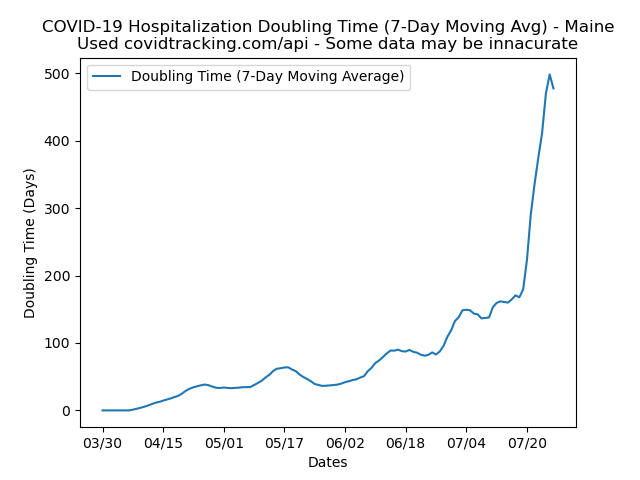 COVID-19 Hospitalization Doubling Time (7-Day Moving Avg) - Maine
Used covidtracking.com/api - Some data may be innacurate
Doubling Time (7-Day Moving Average)
Doubling Time (Days)
500
400
300
200
100
0
03/30 04/15 05/01 05/17 06/02 06/18 07/04 07/20
Dates